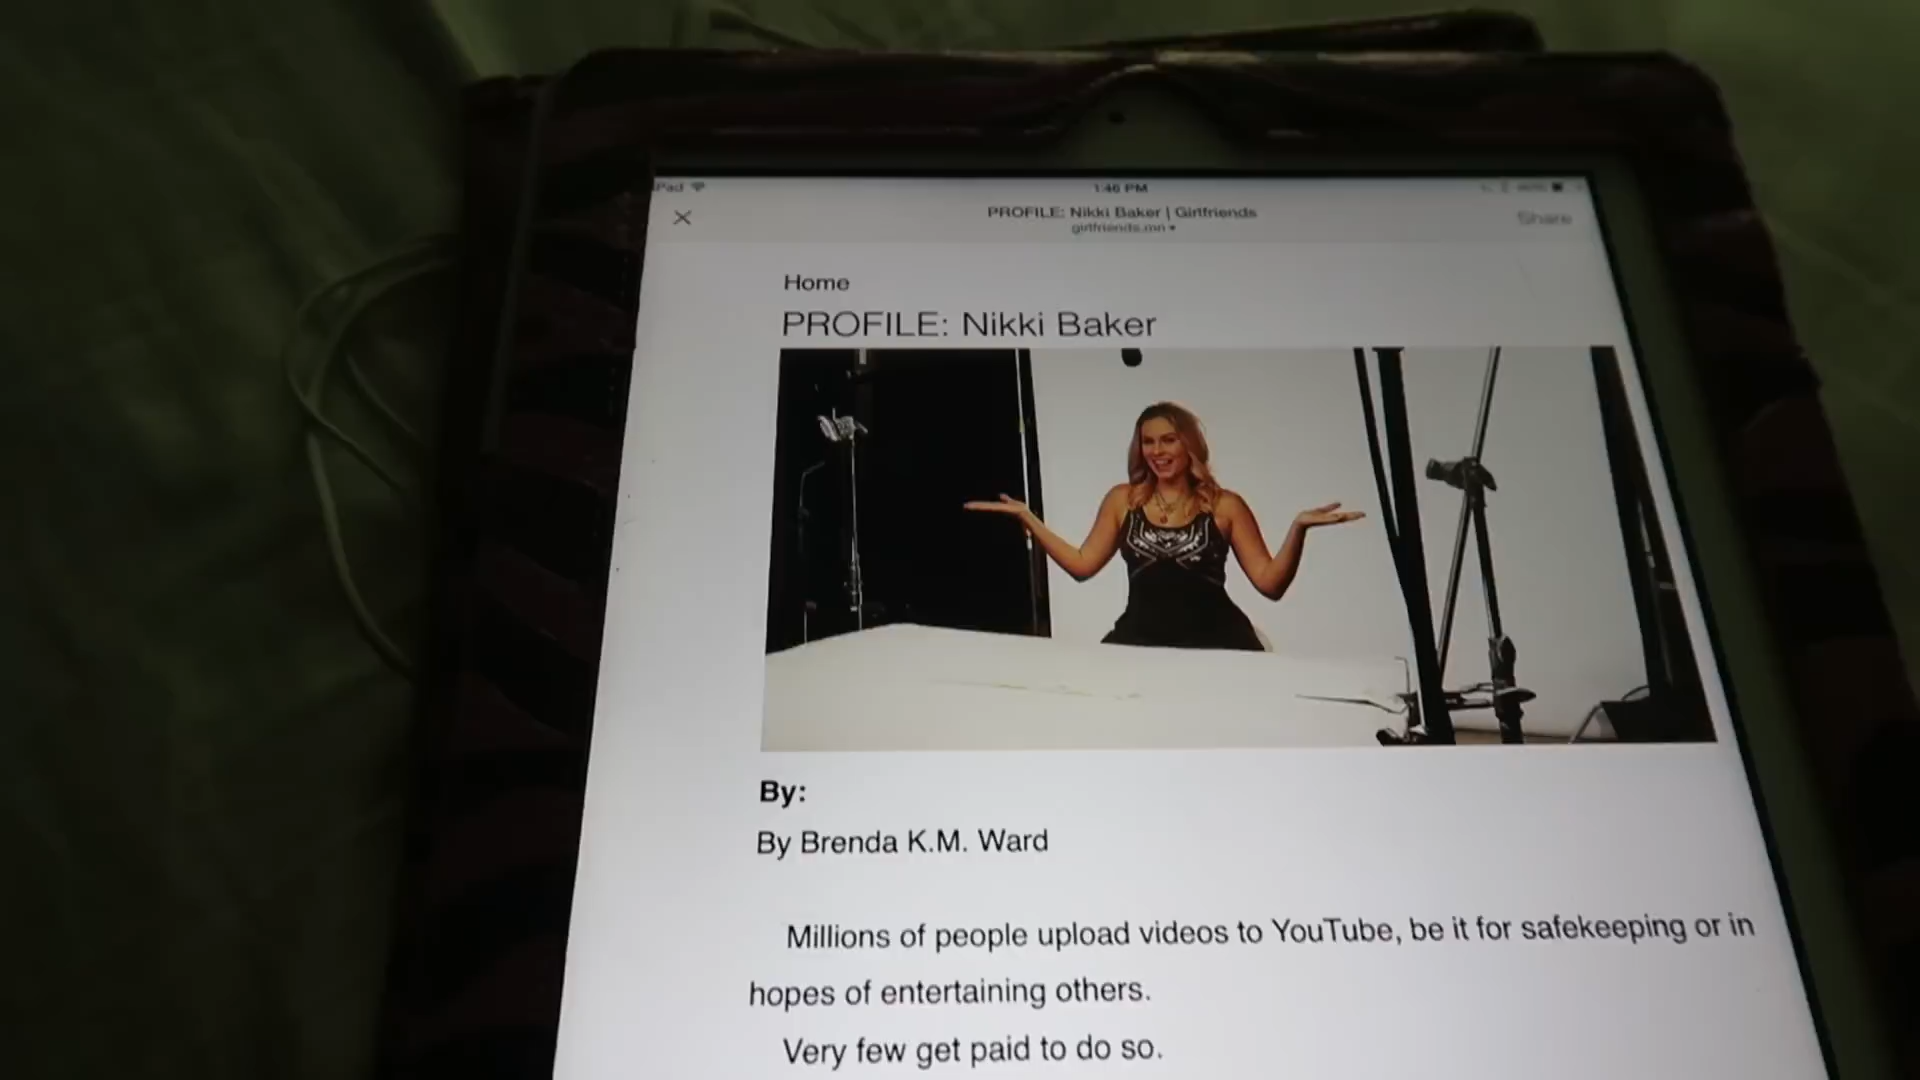 iPad
1:46 PM
PROFILE: Nikki Baker | Girlfriends
girlfriends.mn
Share
Home
PROFILE: Nikki Baker
By:
By Brenda K.M. Ward
Millions of people upload videos to YouTube, be it for safekeeping or in
hopes of entertaining others.
Very few get paid to do so.